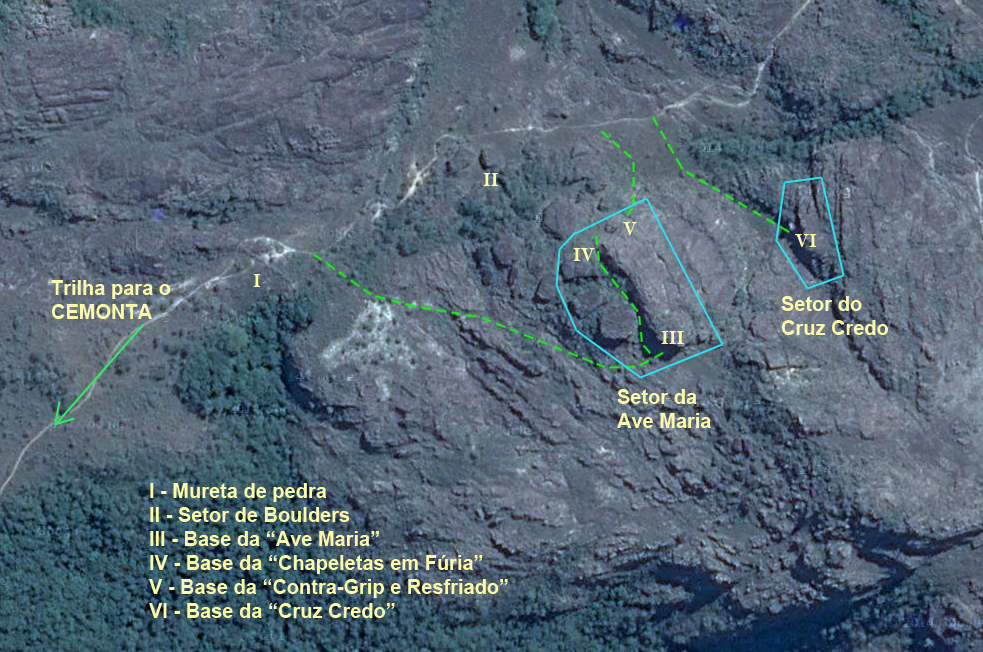 II
V
IV
VI
I
Trilha para o
CEMONTA
Setor do
Cruz Credo
III
Setor da
Ave Maria
I - Mureta de pedra
II - Setor de Boulders
III - Base da “Ave Maria”
IV - Base da “Chapeletas em Fúria”
V - Base da “Contra-Grip e Resfriado”
VI - Base da “Cruz Credo”